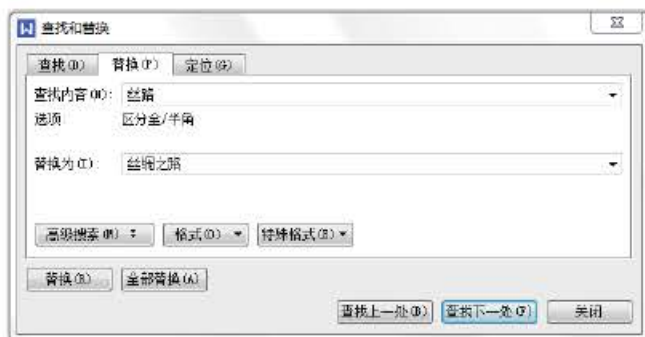 查找和替换
查找(D) 替换(P) 定位(G)
查找内容(N): 丝路
选项 区分全/半角
替换为(I): 丝绸之路
高级搜索(M) 格式(O) 特殊格式(E)
替换(R) 全部替换(A)
查找上一处(B) 查找下一处(F) 关闭